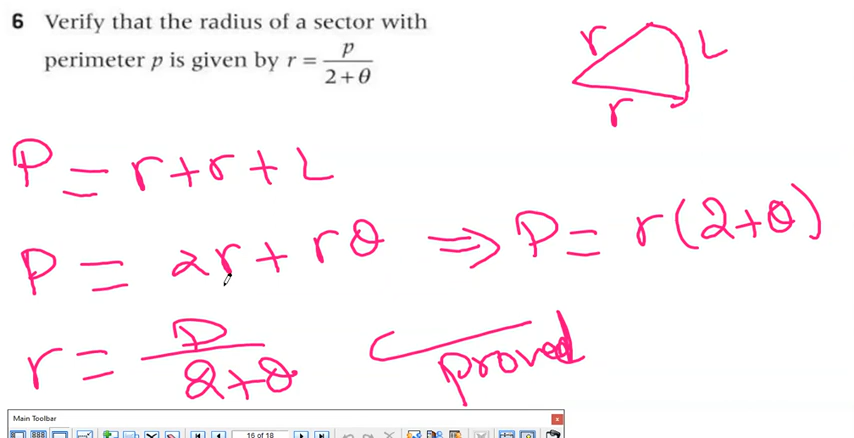 6 Verify that the radius of a sector with
perimeter p is given by r = p / (2+θ)
r
L
r
P = r + r + L
P = 2r + rθ ⇒ P = r(2+θ)
r = P / (2+θ) proved
Main Toolbar
16 of 18